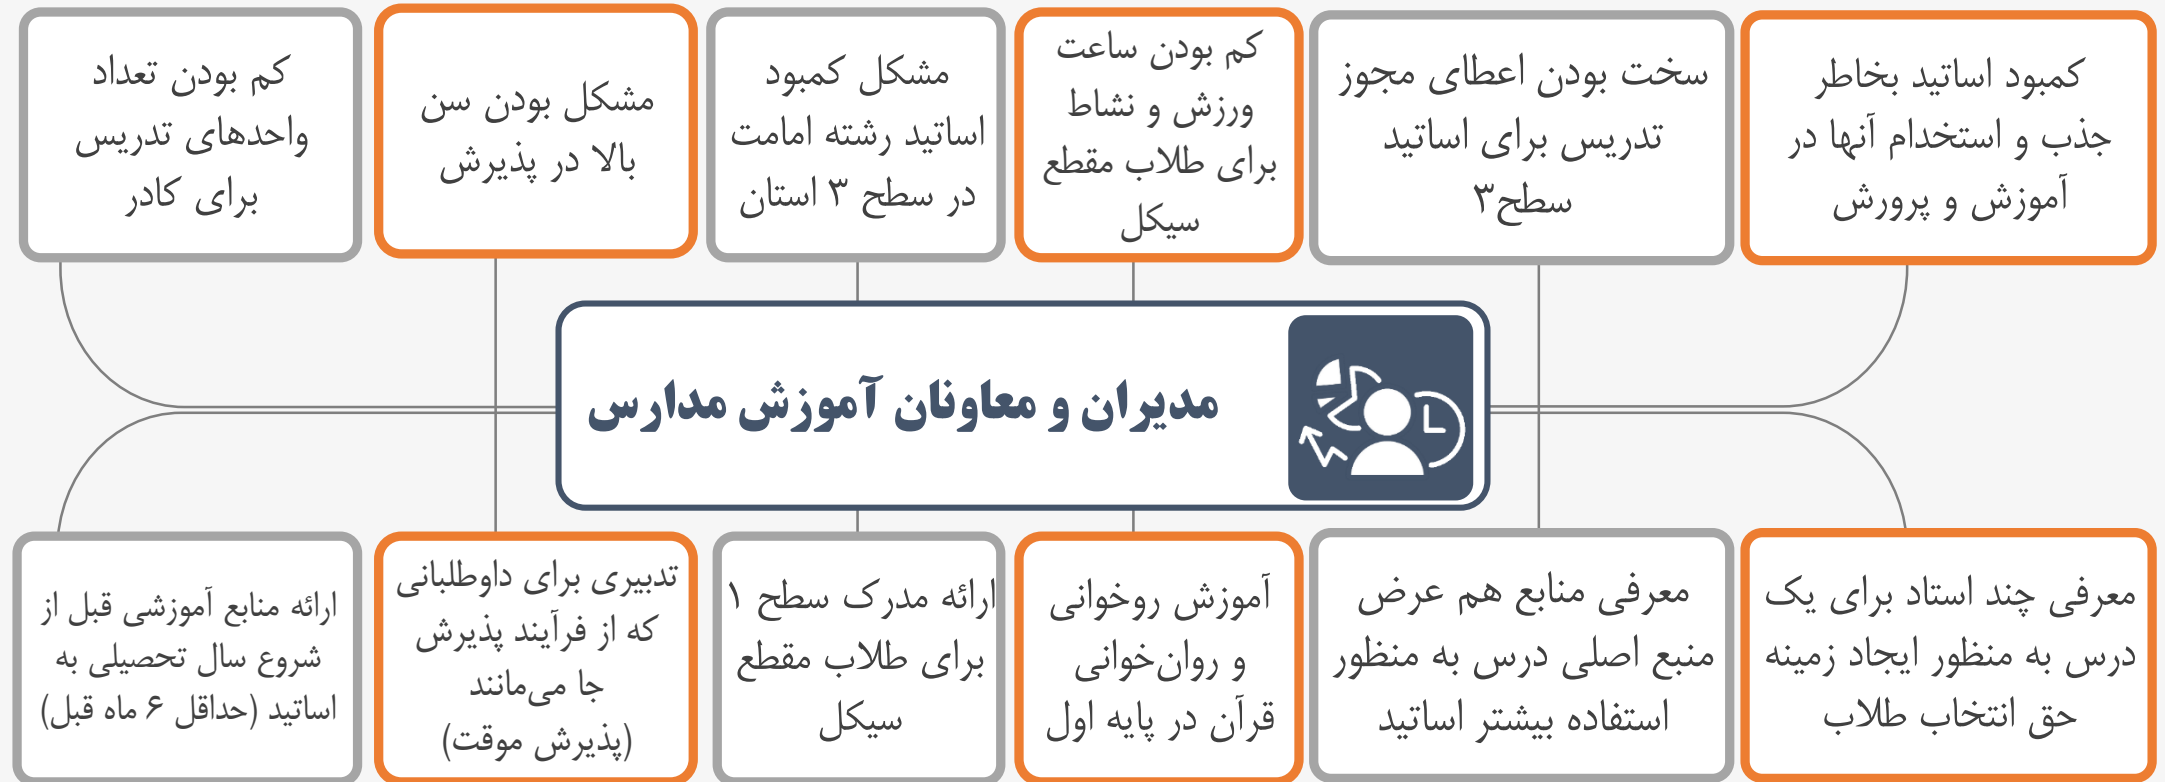 کمبود اساتید بخاطر
جذب و استخدام آنها در
آموزش و پرورش
سخت بودن اعطای مجوز
تدریس برای اساتید
سطح۳
کم بودن ساعت
ورزش و نشاط
برای طلاب مقطع
سیکل
مشکل کمبود
اساتید رشته امامت
در سطح ۳ استان
مشکل بودن سن
بالا در پذیرش
کم بودن تعداد
واحدهای تدریس
برای کادر
مدیران و معاونان آموزش مدارس
معرفی چند استاد برای یک
درس به منظور ایجاد زمینه
حق انتخاب طلاب
معرفی منابع هم عرض
منبع اصلی درس به منظور
استفاده بیشتر اساتید
آموزش روخوانی
و روان‌خوانی
قرآن در پایه اول
ارائه مدرک سطح ۱
برای طلاب مقطع
سیکل
تدبیری برای داوطلبانی
که از فرآیند پذیرش
جا می‌مانند
(پذیرش موقت)
ارائه منابع آموزشی قبل از
شروع سال تحصیلی به
اساتید (حداقل ۶ ماه قبل)